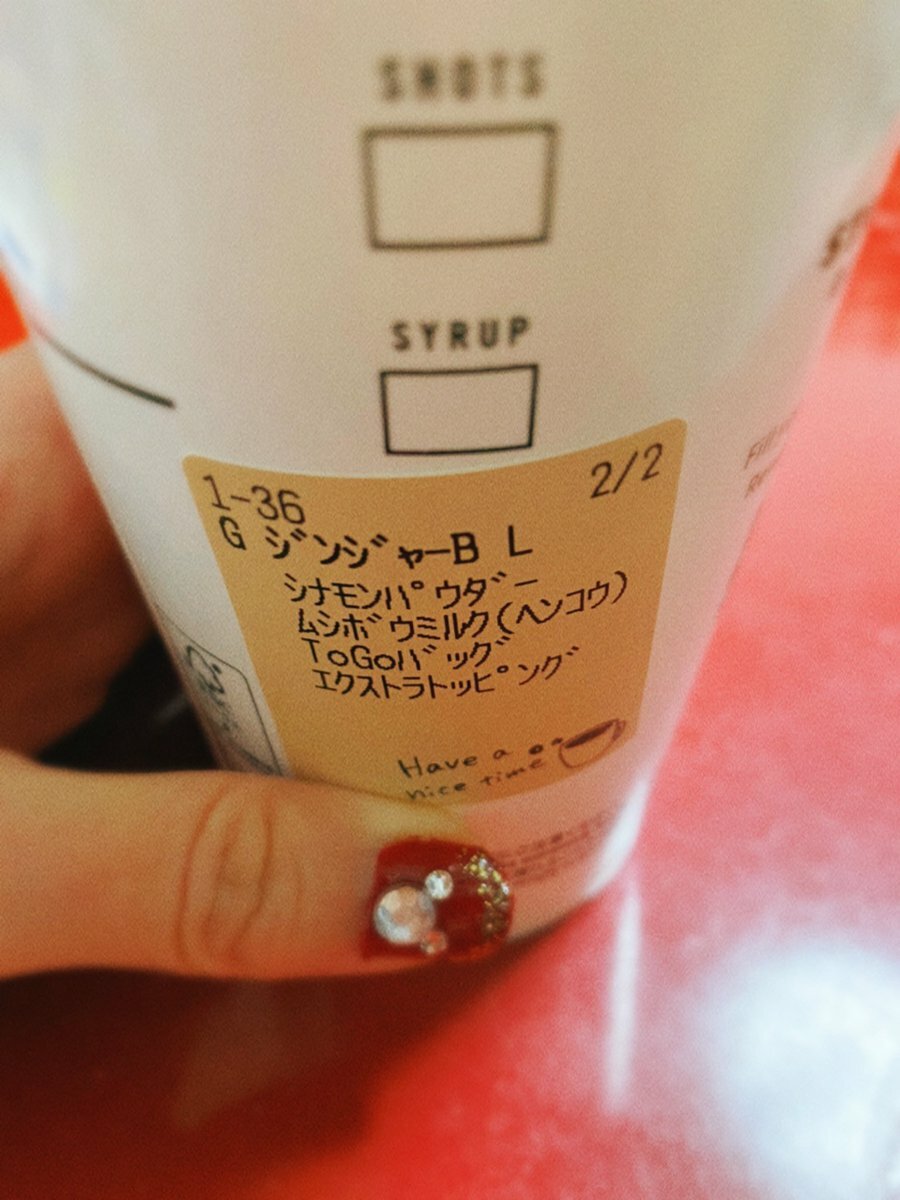 SHOTS
SYRUP
1-36 2/2
G ジンジャーB L
シナモンパウダー
ムシボウミルク(ヘンコウ)
ToGoバッグ
エクストラトッピング
Have a
nice time